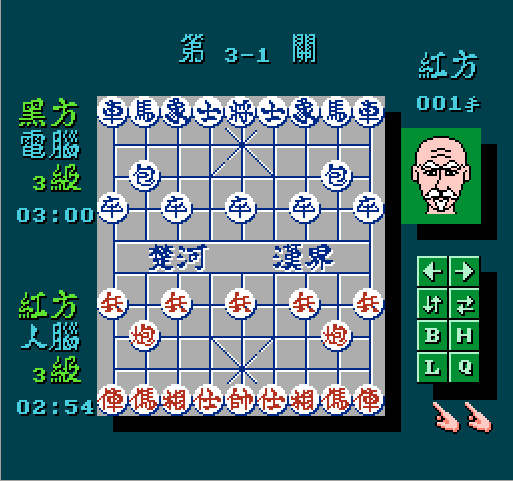 第 3-1 關
紅方
001手
黑方
電腦
3級
03:00
車馬象士將士象馬車
包 包
卒 卒 卒 卒 卒
楚河 漢界
兵 兵 兵 兵 兵
炮 炮
俥傌相仕帥仕相傌俥
紅方
人腦
3級
02:54
B H
L Q